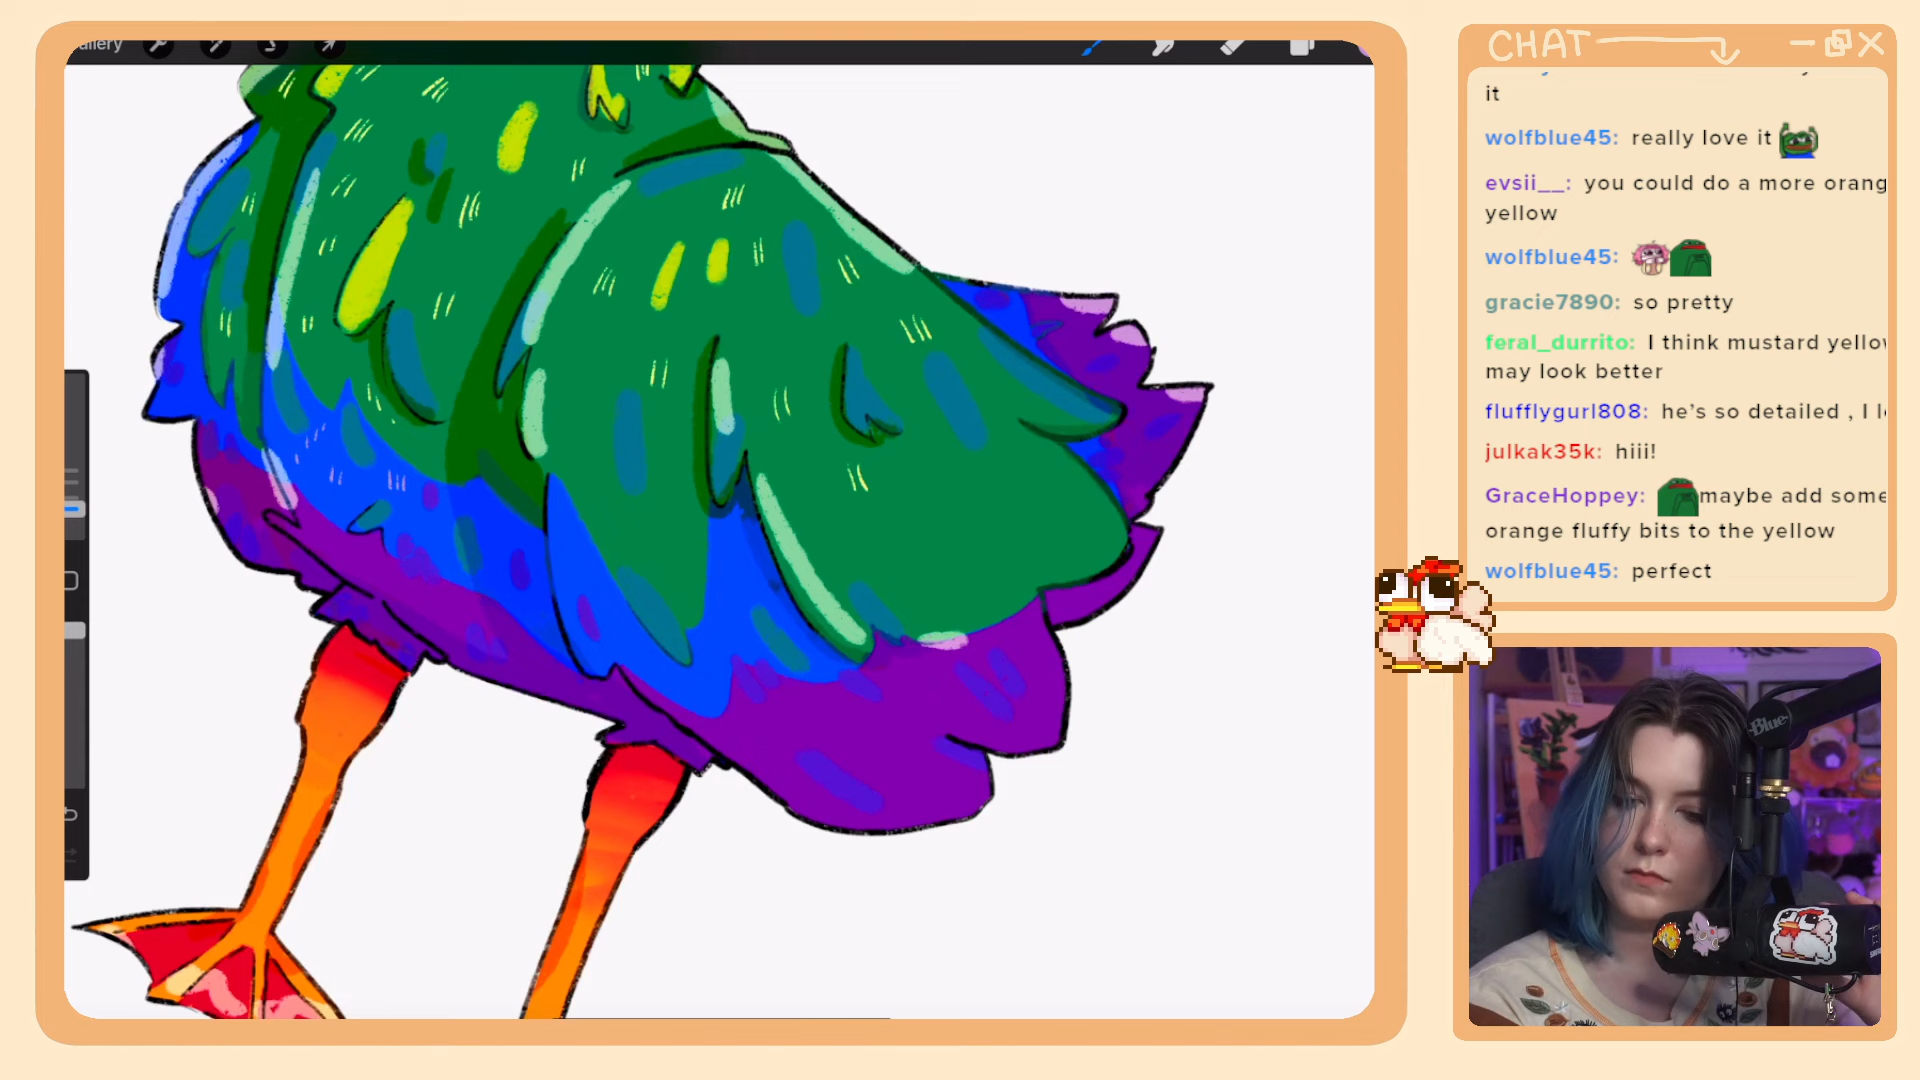 allery
CHAT
it
wolfblue45: really love it
evsii__: you could do a more orang
yellow
wolfblue45:
gracie7890: so pretty
feral_durrito: I think mustard yello
may look better
flufflygurl808: he's so detailed , I l
julkak35k: hiii!
GraceHoppey: maybe add some
orange fluffy bits to the yellow
wolfblue45: perfect
Blue